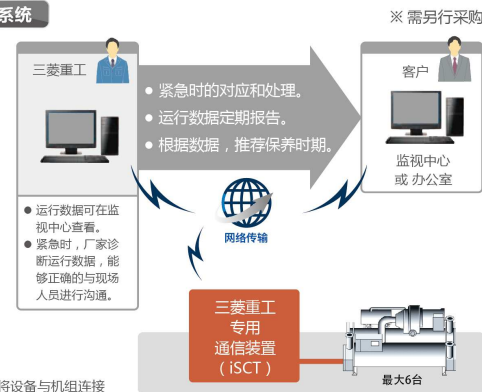 系统
※ 需另行采购
三菱重工
客户
● 紧急时的对应和处理。
● 运行数据定期报告。
● 根据数据，推荐保养时期。
监视中心
或 办公室
● 运行数据可在监
视中心查看。
● 紧急时，厂家诊
断运行数据，能
够正确的与现场
人员进行沟通。
网络传输
三菱重工
专用
通信装置
（iSCT）
最大6台
将设备与机组连接